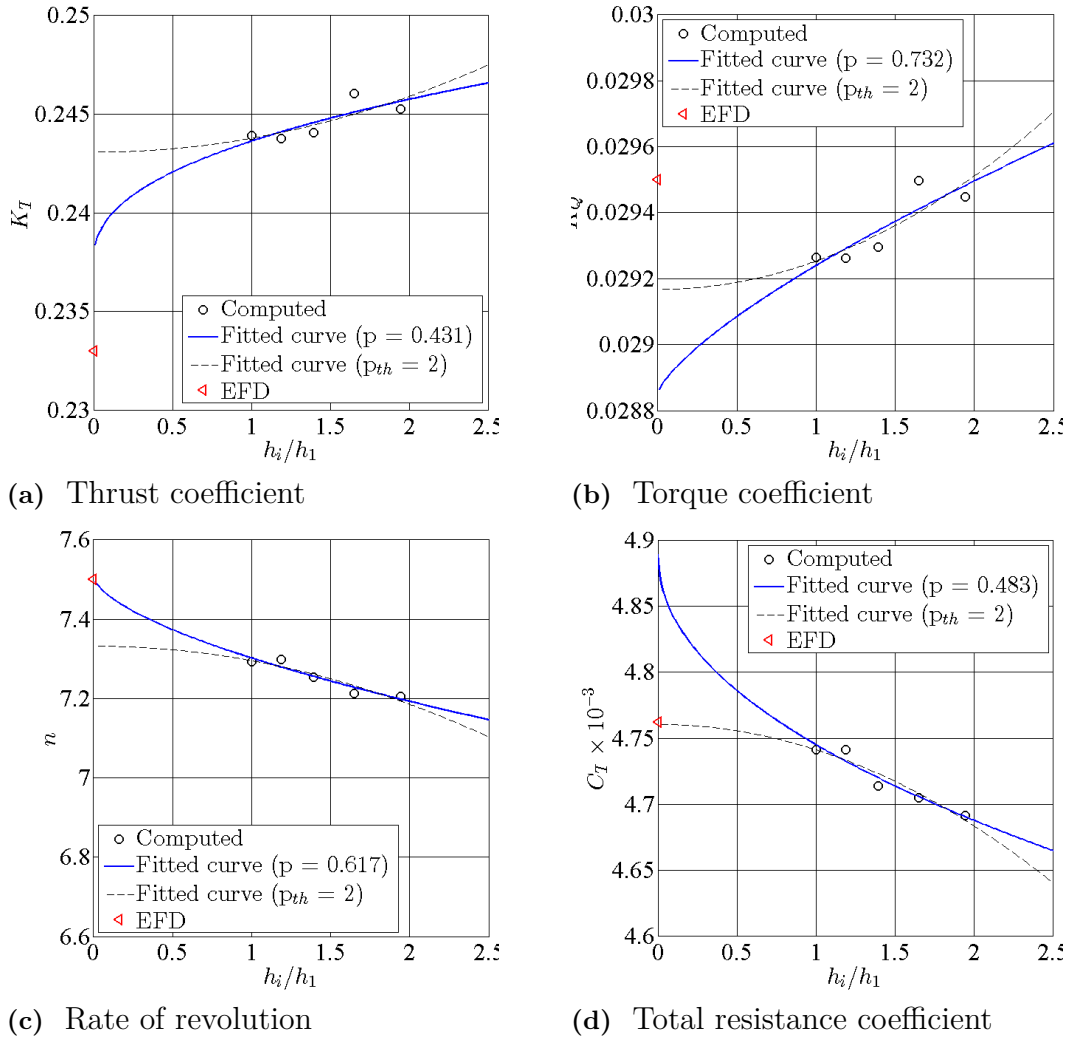 0.25
0.245
0.24
0.235
0.23
K_T
Computed
Fitted curve (p = 0.431)
Fitted curve (p_th = 2)
EFD
0 0.5 1 1.5 2 2.5
h_i/h_1
(a) Thrust coefficient
0.03
0.0298
0.0296
0.0294
0.0292
0.029
0.0288
Computed
Fitted curve (p = 0.732)
Fitted curve (p_th = 2)
EFD
0 0.5 1 1.5 2 2.5
h_i/h_1
(b) Torque coefficient
7.6
7.4
7.2
7
6.8
6.6
n
Computed
Fitted curve (p = 0.617)
Fitted curve (p_th = 2)
EFD
0 0.5 1 1.5 2 2.5
h_i/h_1
(c) Rate of revolution
4.9
4.85
4.8
4.75
4.7
4.65
4.6
C_T × 10^−3
Computed
Fitted curve (p = 0.483)
Fitted curve (p_th = 2)
EFD
0 0.5 1 1.5 2 2.5
h_i/h_1
(d) Total resistance coefficient